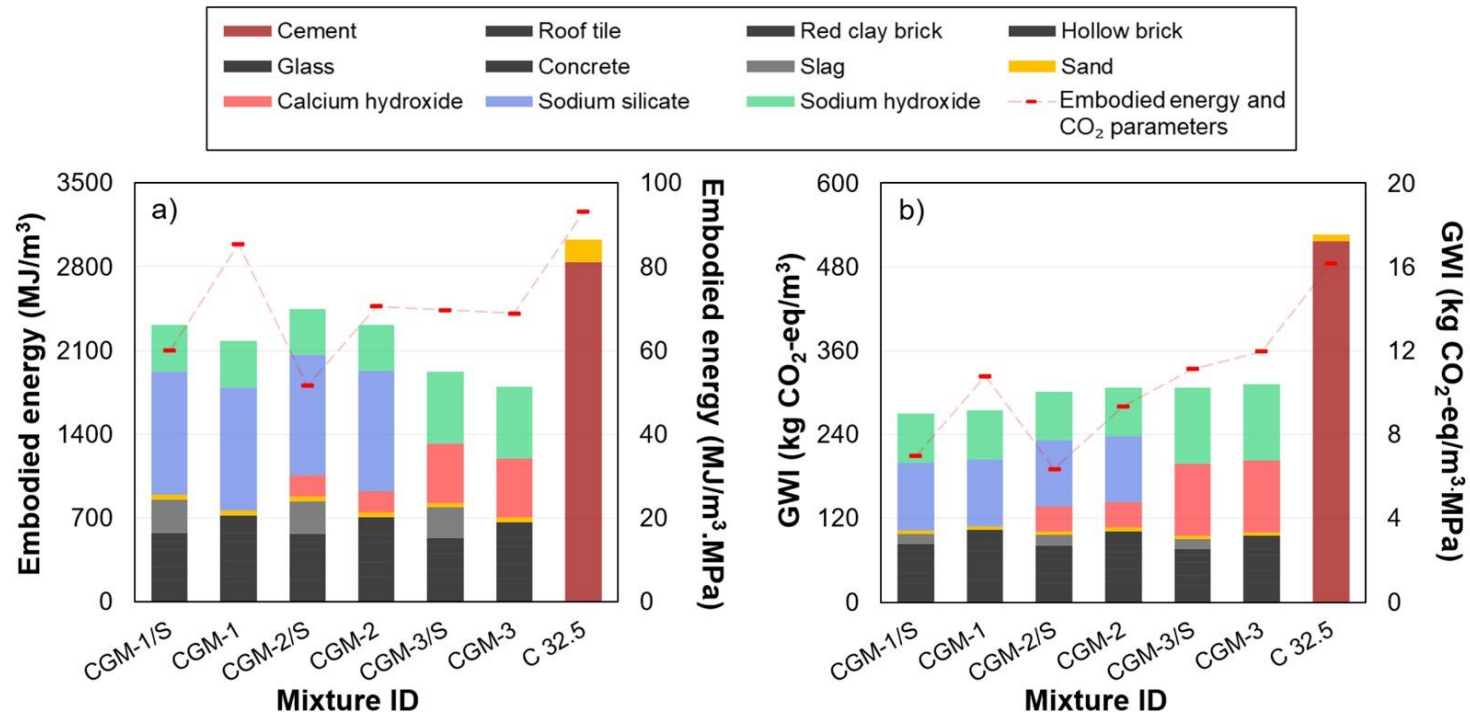 Cement
Roof tile
Red clay brick
Hollow brick
Glass
Concrete
Slag
Sand
Calcium hydroxide
Sodium silicate
Sodium hydroxide
Embodied energy and
CO₂ parameters
a)
Embodied energy (MJ/m³)
3500
2800
2100
1400
700
0
100
80
60
40
20
0
Embodied energy (MJ/m³.MPa)
CGM-1/S
CGM-1
CGM-2/S
CGM-2
CGM-3/S
CGM-3
C 32.5
Mixture ID
b)
GWI (kg CO₂-eq/m³)
600
480
360
240
120
0
20
16
12
8
4
0
GWI (kg CO₂-eq/m³·MPa)
CGM-1/S
CGM-1
CGM-2/S
CGM-2
CGM-3/S
CGM-3
C 32.5
Mixture ID